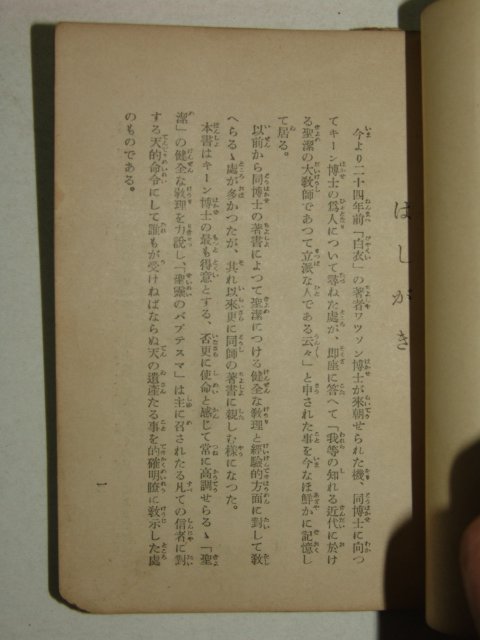 はしがき
今より二十四年前『白衣』の著者ワツソン博士が來朝せられた機、同博士に向つ
てキーン博士の爲人について尋ねた處が、即座に答へて『我等の知れる近代に於け
る聖潔の大敎師であつて立派な人である云々』と申された事を今なほ鮮かに記憶し
て居る。
以前から同博士の著書によつて聖潔につける健全な敎理と經驗的方面に對して敎
へらるゝ處が多かつたが、其れ以來更に同師の著書に親しむ樣になつた。
本書はキーン博士の最も得意とする、否更に使命と感じて常に高調せらるゝ『聖
潔』の健全な敎理を力說し、『聖靈のバプテスマ』は主に召されたる凡ての信者に對
する天的命令にして誰もが受けねばならぬ天の遺產たる事を的確明瞭に敎示した處
のものである。
一